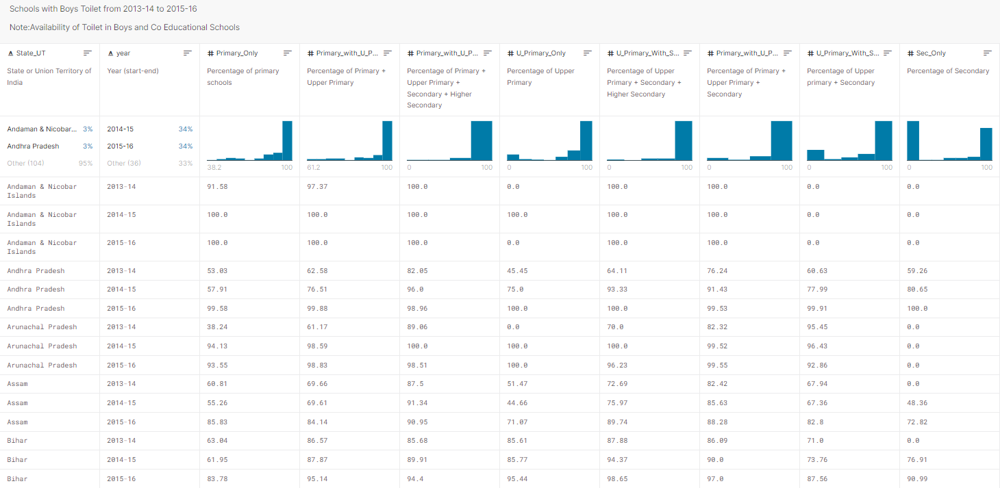 Schools with Boys Toilet from 2013-14 to 2015-16
Note:Availability of Toilet in Boys and Co Educational Schools
State_UT year Primary_Only Primary_with_U_P... Primary_with_U_P... U_Primary_Only U_Primary_With_S... Primary_with_U_P... U_Primary_With_S... Sec_Only
State or Union Territory of India
Year (start-end)
Percentage of primary schools
Percentage of Primary + Upper Primary
Percentage of Primary + Upper Primary + Secondary + Higher Secondary
Percentage of Upper Primary
Percentage of Upper Primary + Secondary + Higher Secondary
Percentage of Primary + Upper Primary + Secondary
Percentage of Upper primary + Secondary
Percentage of Secondary
Andaman & Nicobar... 3% 2014-15 34%
Andhra Pradesh 3% 2015-16 34%
Other (104) 95% Other (36) 33% 38.2 100 61.2 100 0 100 0 100 0 100 0 100 0 100 0 100
Andaman & Nicobar Islands 2013-14 91.58 97.37 100.0 0.0 100.0 100.0 0.0 0.0
Andaman & Nicobar Islands 2014-15 100.0 100.0 100.0 100.0 100.0 100.0 0.0 0.0
Andaman & Nicobar Islands 2015-16 100.0 100.0 100.0 0.0 100.0 100.0 0.0 0.0
Andhra Pradesh 2013-14 53.03 62.58 82.05 45.45 64.11 76.24 60.63 59.26
Andhra Pradesh 2014-15 57.91 76.51 96.0 75.0 93.33 91.43 77.99 80.65
Andhra Pradesh 2015-16 99.58 99.88 98.96 100.0 100.0 99.53 99.91 100.0
Arunachal Pradesh 2013-14 38.24 61.17 89.06 0.0 70.0 82.32 95.45 0.0
Arunachal Pradesh 2014-15 94.13 98.59 100.0 100.0 100.0 99.52 96.43 0.0
Arunachal Pradesh 2015-16 93.55 98.83 98.51 100.0 96.23 99.55 92.86 0.0
Assam 2013-14 60.81 69.66 87.5 51.47 72.69 82.42 67.94 0.0
Assam 2014-15 55.26 69.61 91.34 44.66 75.97 85.63 67.36 48.36
Assam 2015-16 85.83 84.14 90.95 71.07 89.74 88.28 82.8 72.82
Bihar 2013-14 63.04 86.57 85.68 85.61 87.88 86.09 71.0 0.0
Bihar 2014-15 61.95 87.87 89.91 85.77 94.37 90.0 73.76 76.91
Bihar 2015-16 83.78 95.14 94.4 95.44 98.65 97.0 87.56 90.99